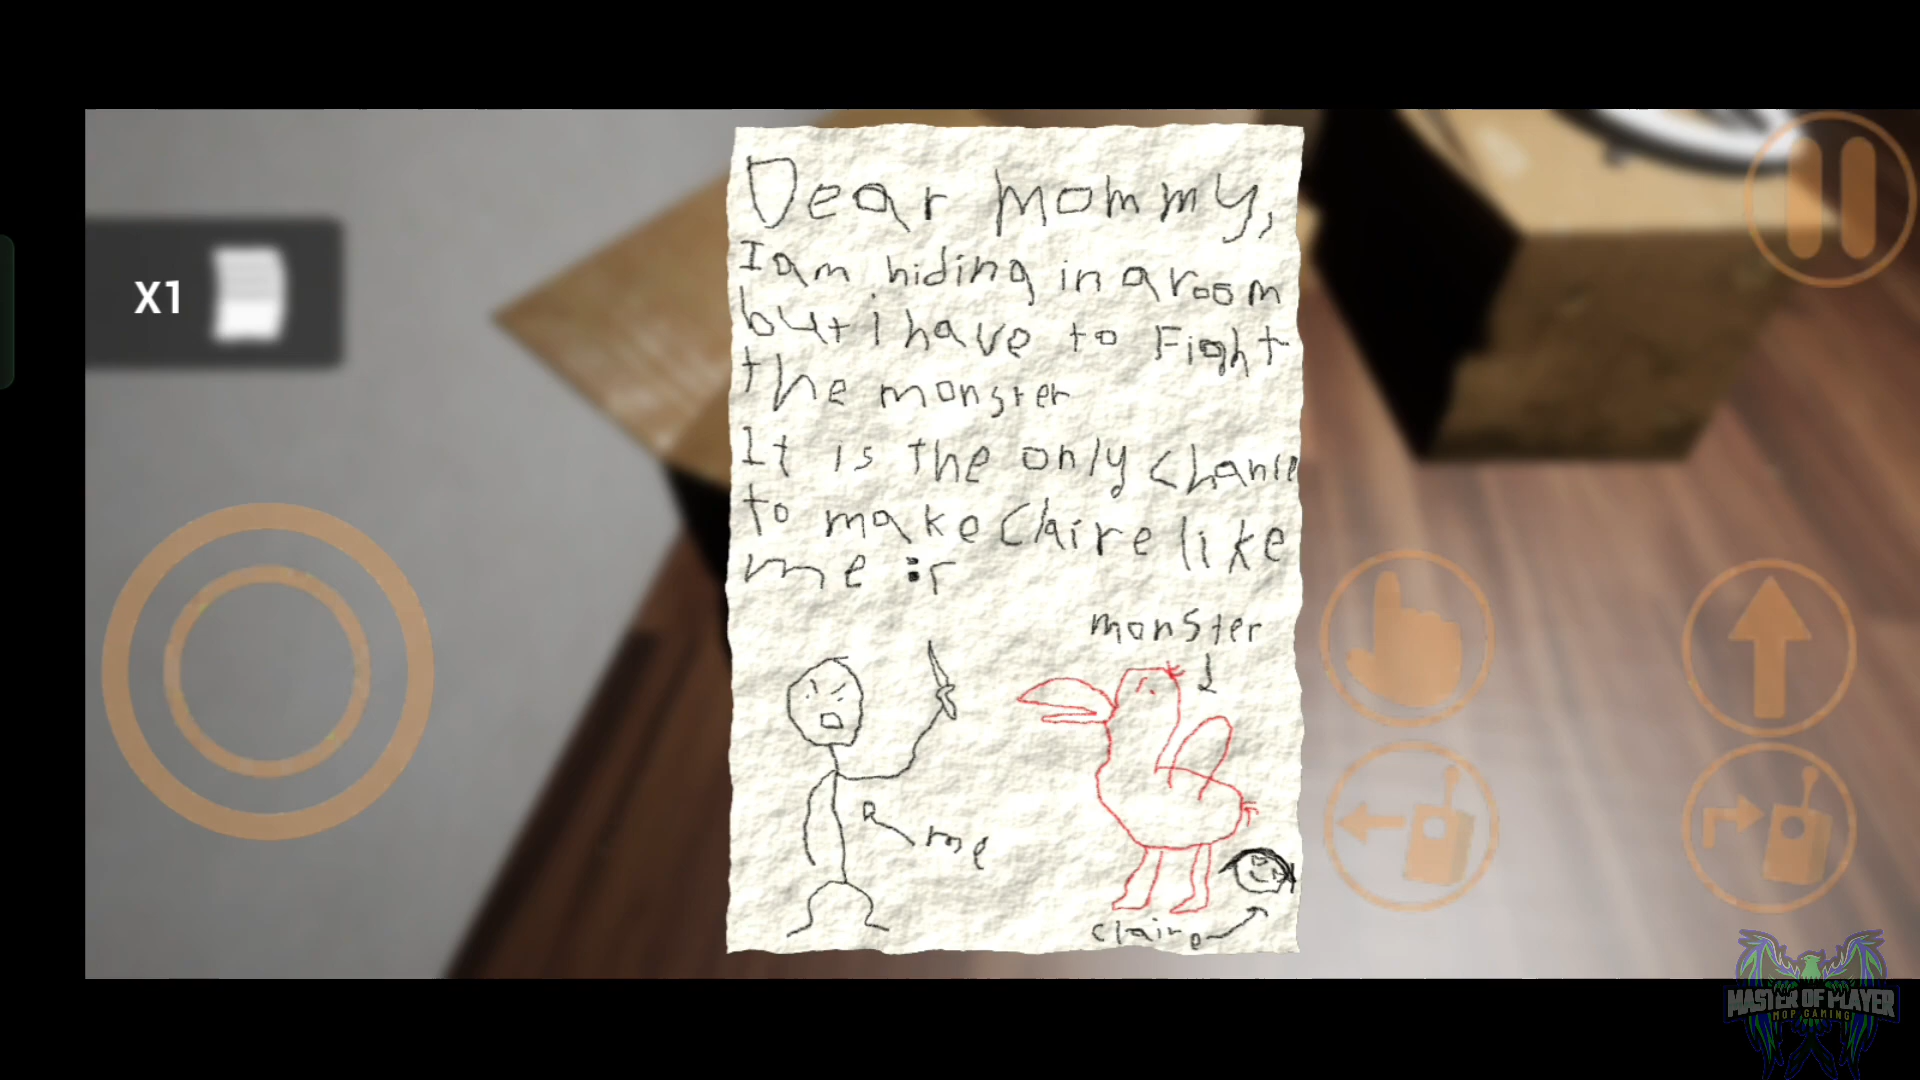 X1
Dear Mommy,
I am hiding in a room
but i have to Fight
the monster
It is the only chance
to make Claire like
me :r
monster
me
claire
MASTER OF PLAYER
MOP GAMING